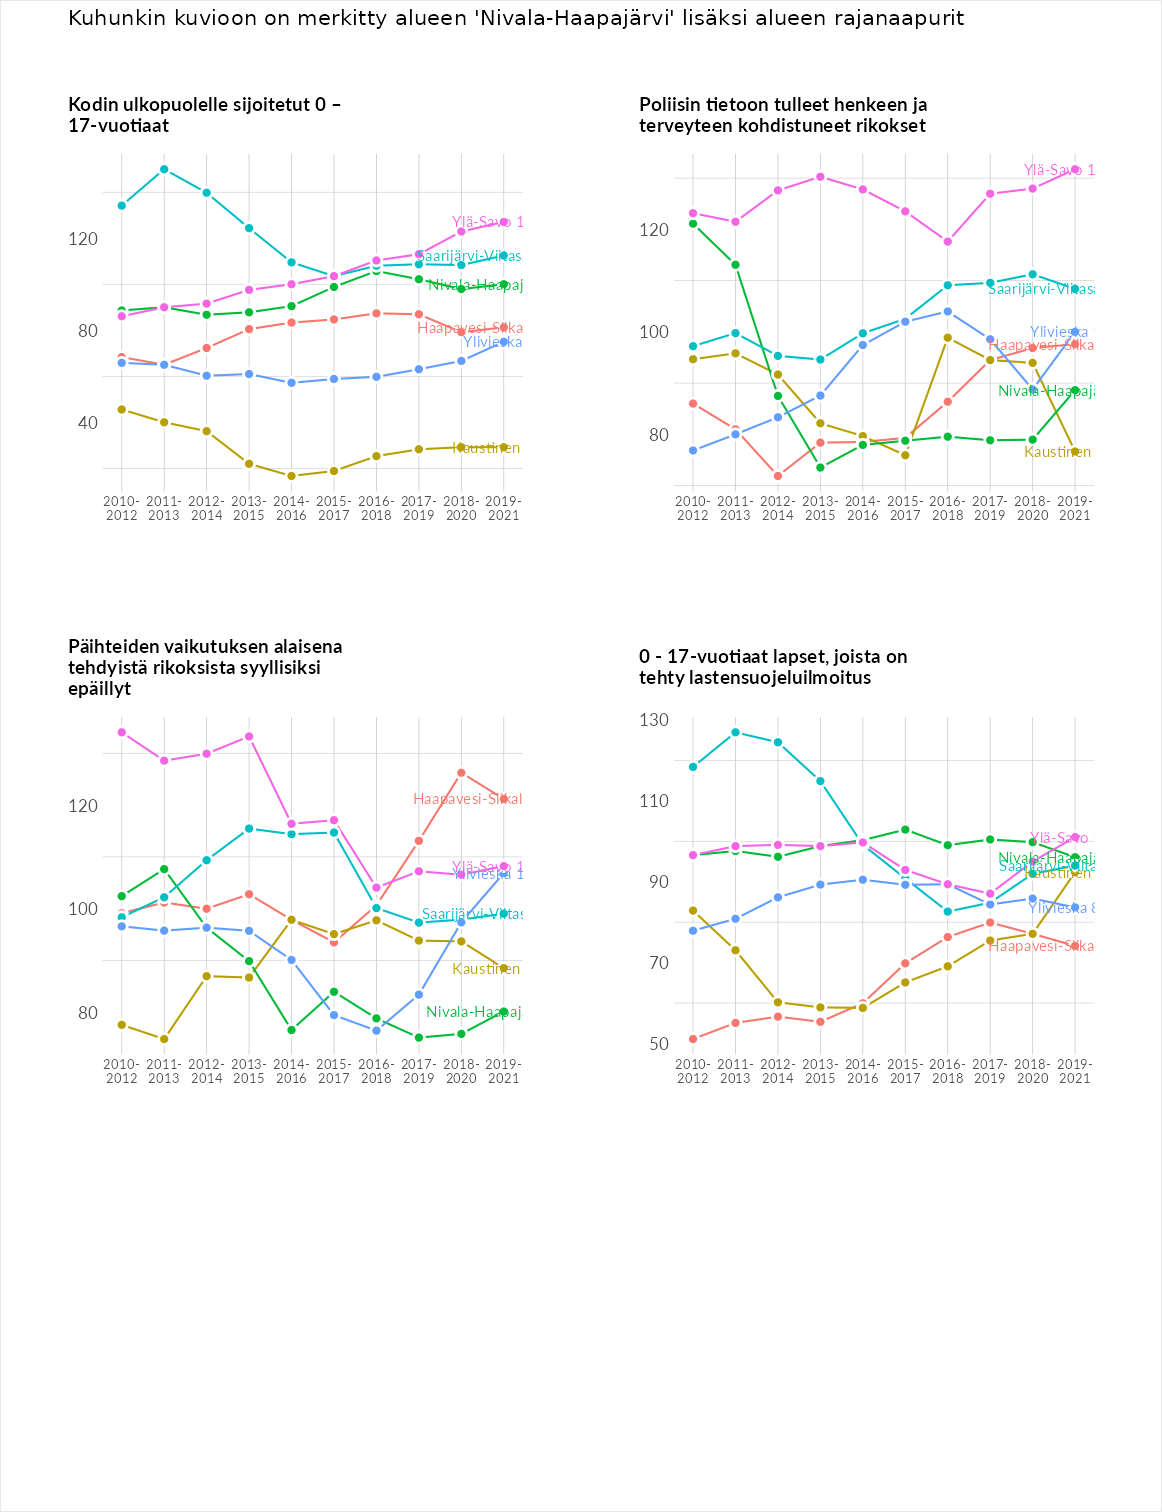 Kuhunkin kuvioon on merkitty alueen 'Nivala-Haapajärvi' lisäksi alueen rajanaapurit
Kodin ulkopuolelle sijoitetut 0 –
17-vuotiaat
120
80
40
Ylä-Savo 1
Saarijärvi-Viitas
Nivala-Haapaj
Haapavesi-Siika
Ylivieska
Kaustinen
2010- 2011- 2012- 2013- 2014- 2015- 2016- 2017- 2018- 2019-
2012 2013 2014 2015 2016 2017 2018 2019 2020 2021
Poliisin tietoon tulleet henkeen ja
terveyteen kohdistuneet rikokset
120
100
80
Ylä-Savo 1
Saarijärvi-Viitasa
Ylivieska
Haapavesi-Siika
Nivala-Haapajä
Kaustinen
2010- 2011- 2012- 2013- 2014- 2015- 2016- 2017- 2018- 2019-
2012 2013 2014 2015 2016 2017 2018 2019 2020 2021
Päihteiden vaikutuksen alaisena
tehdyistä rikoksista syyllisiksi
epäillyt
120
100
80
Haapavesi-Siikal
Ylä-Savo 1
Ylivieska 1
Saarijärvi-Viitas
Kaustinen
Nivala-Haapaj
2010- 2011- 2012- 2013- 2014- 2015- 2016- 2017- 2018- 2019-
2012 2013 2014 2015 2016 2017 2018 2019 2020 2021
0 - 17-vuotiaat lapset, joista on
tehty lastensuojeluilmoitus
130
110
90
70
50
Ylä-Savo
Nivala-Haapajä
Saarijärvi-Viita
Kaustinen
Ylivieska 8
Haapavesi-Siika
2010- 2011- 2012- 2013- 2014- 2015- 2016- 2017- 2018- 2019-
2012 2013 2014 2015 2016 2017 2018 2019 2020 2021